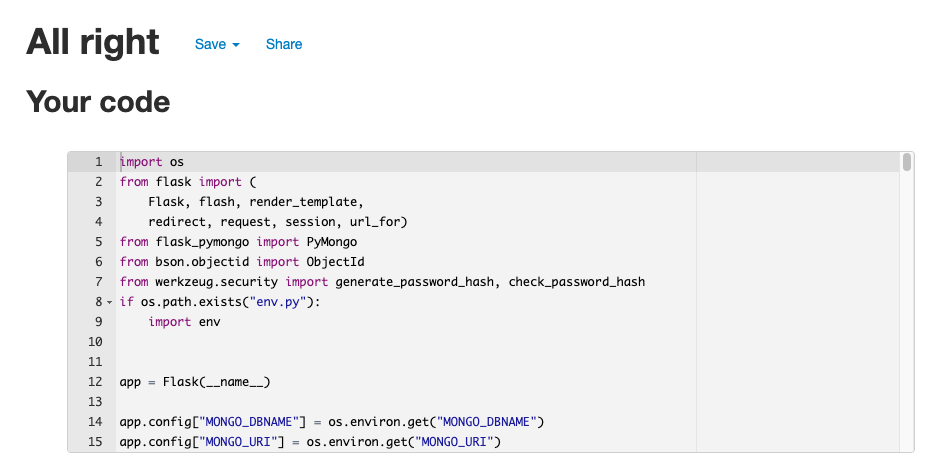 All right Save Share
Your code
1 import os
2 from flask import (
3     Flask, flash, render_template,
4     redirect, request, session, url_for)
5 from flask_pymongo import PyMongo
6 from bson.objectid import ObjectId
7 from werkzeug.security import generate_password_hash, check_password_hash
8 if os.path.exists("env.py"):
9     import env
10
11
12 app = Flask(__name__)
13
14 app.config["MONGO_DBNAME"] = os.environ.get("MONGO_DBNAME")
15 app.config["MONGO_URI"] = os.environ.get("MONGO_URI")